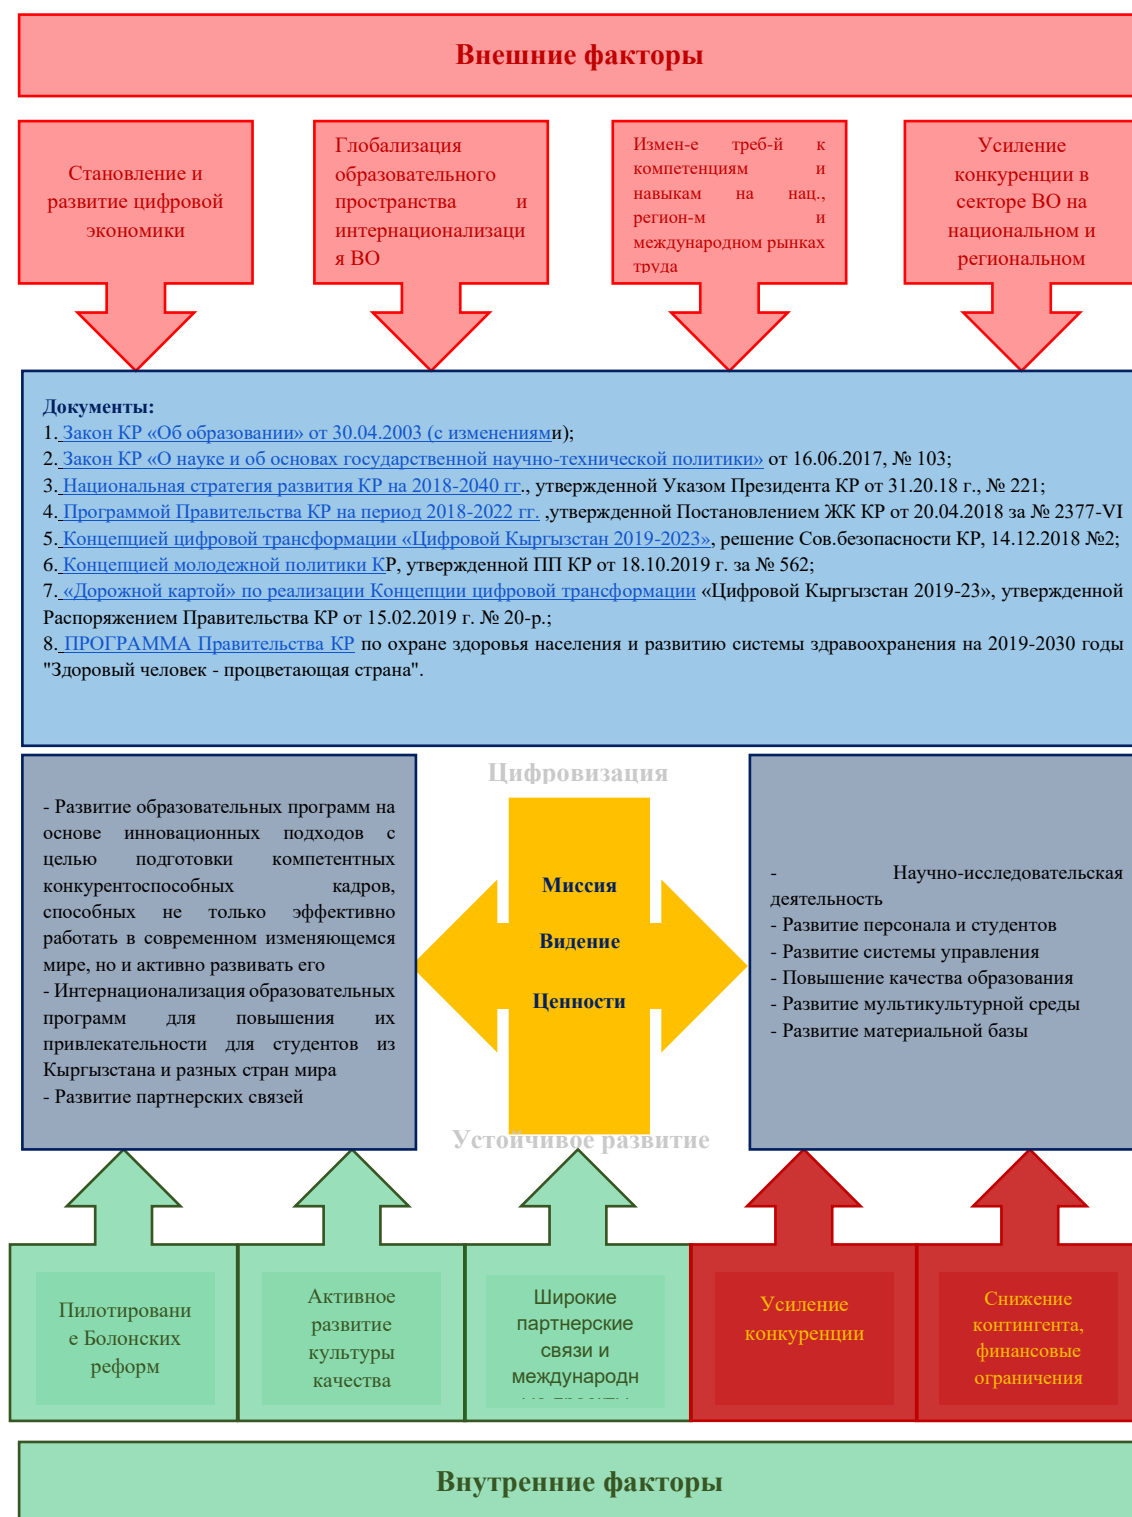 Внешние факторы
Становление и
развитие цифровой
экономики
Глобализация
образовательного
пространства и
интернационализаци
я ВО
Измен-е треб-й к
компетенциям и
навыкам на нац.,
регион-м и
международном рынках
труда
Усиление
конкуренции в
секторе ВО на
национальном и
региональном
Документы:
1. Закон КР «Об образовании» от 30.04.2003 (с изменениями);
2. Закон КР «О науке и об основах государственной научно-технической политики» от 16.06.2017, № 103;
3. Национальная стратегия развития КР на 2018-2040 гг., утвержденной Указом Президента КР от 31.20.18 г., № 221;
4. Программой Правительства КР на период 2018-2022 гг. ,утвержденной Постановлением ЖК КР от 20.04.2018 за № 2377-VI
5. Концепцией цифровой трансформации «Цифровой Кыргызстан 2019-2023», решение Сов.безопасности КР, 14.12.2018 №2;
6. Концепцией молодежной политики КР, утвержденной ПП КР от 18.10.2019 г. за № 562;
7. «Дорожной картой» по реализации Концепции цифровой трансформации «Цифровой Кыргызстан 2019-23», утвержденной
Распоряжением Правительства КР от 15.02.2019 г. № 20-р.;
8. ПРОГРАММА Правительства КР по охране здоровья населения и развитию системы здравоохранения на 2019-2030 годы
"Здоровый человек - процветающая страна".
Цифровизация
- Развитие образовательных программ на
основе инновационных подходов с
целью подготовки компетентных
конкурентоспособных кадров,
способных не только эффективно
работать в современном изменяющемся
мире, но и активно развивать его
- Интернационализация образовательных
программ для повышения их
привлекательности для студентов из
Кыргызстана и разных стран мира
- Развитие партнерских связей
Миссия
Видение
Ценности
- Научно-исследовательская
деятельность
- Развитие персонала и студентов
- Развитие системы управления
- Повышение качества образования
- Развитие мультикультурной среды
- Развитие материальной базы
Устойчивое развитие
Пилотировани
е Болонских
реформ
Активное
развитие
культуры
качества
Широкие
партнерские
связи и
международн
Усиление
конкуренции
Снижение
контингента,
финансовые
ограничения
Внутренние факторы